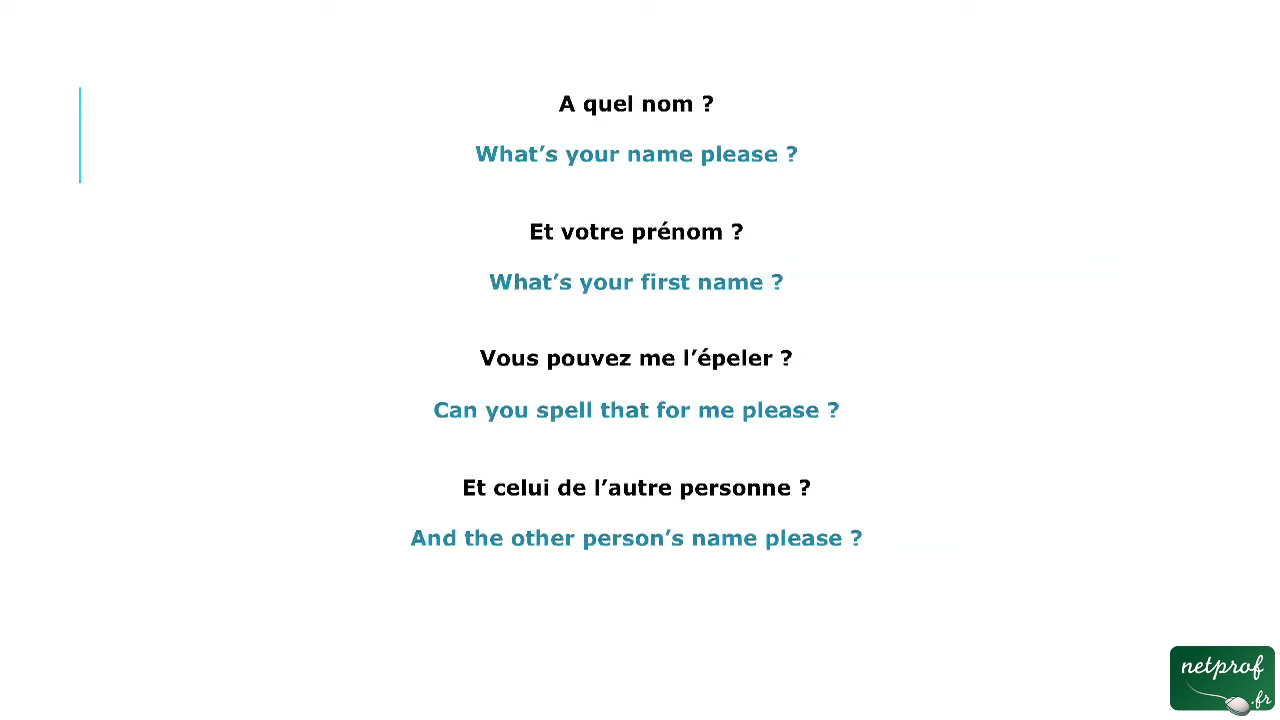 A quel nom ?
What’s your name please ?
Et votre prénom ?
What’s your first name ?
Vous pouvez me l’épeler ?
Can you spell that for me please ?
Et celui de l’autre personne ?
And the other person’s name please ?
netprof
.fr